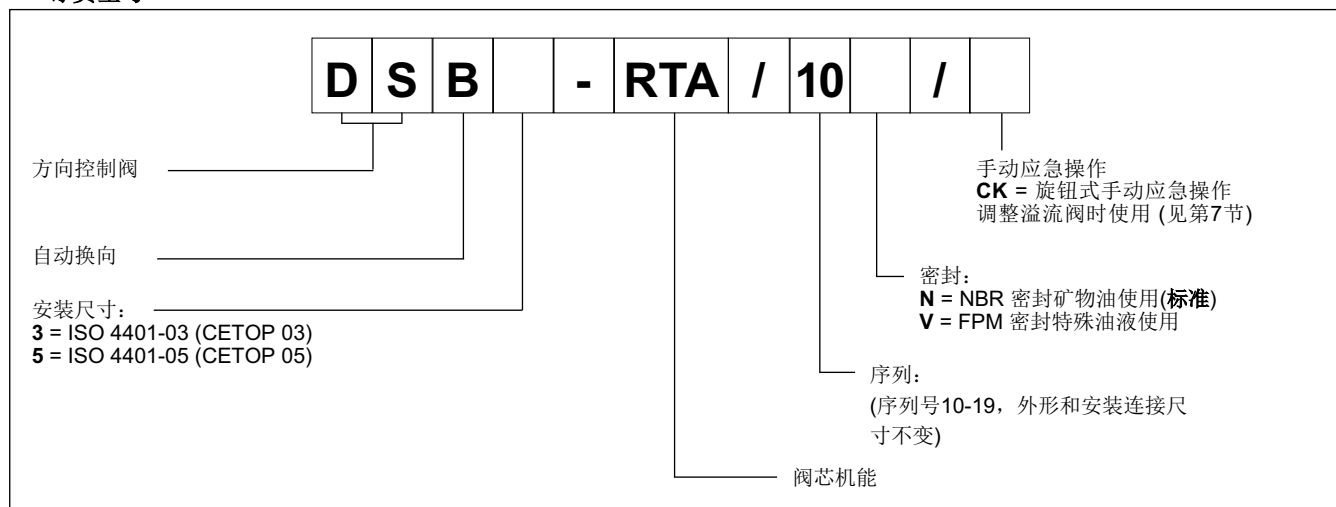 D S B - RTA / 10 /
方向控制阀
自动换向
安装尺寸：
3 = ISO 4401-03 (CETOP 03)
5 = ISO 4401-05 (CETOP 05)
手动应急操作
CK = 旋钮式手动应急操作
调整溢流阀时使用 (见第7节)
密封：
N = NBR 密封矿物油使用(标准)
V = FPM 密封特殊油液使用
序列：
(序列号10-19，外形和安装连接尺
寸不变)
阀芯机能